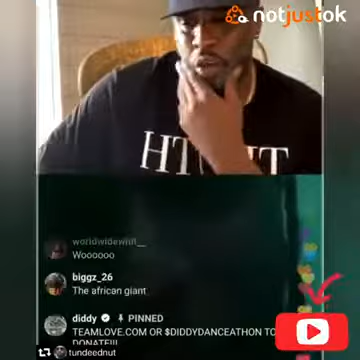 notjustok
HT
worldwidewill__
Woooooo
biggz_26
The african giant
diddy PINNED
TEAMLOVE.COM OR $DIDDYDANCEATHON TO
DONATE!!!
tundeednut